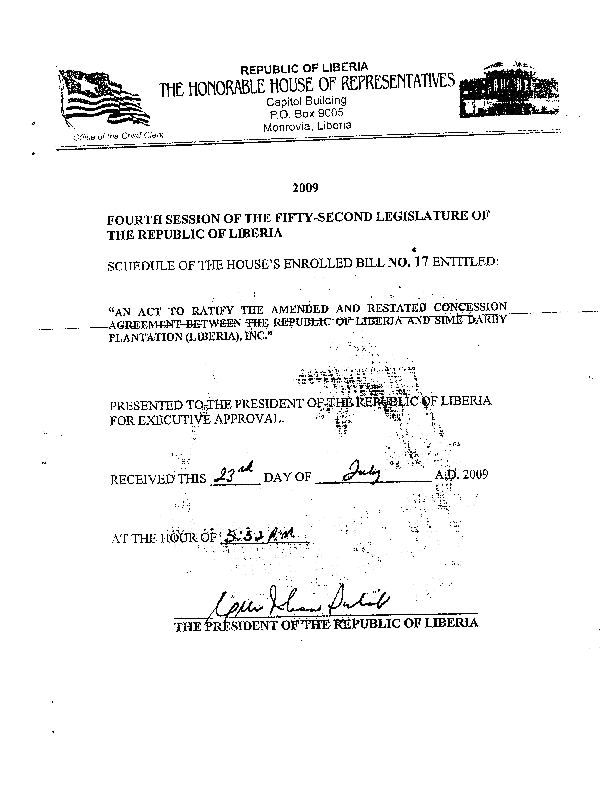 REPUBLIC OF LIBERIA
THE HONORABLE HOUSE OF REPRESENTATIVES
Capitol Building
P.O. Box 9005
Monrovia, Liberia
Office of the Chief Clerk
2009
FOURTH SESSION OF THE FIFTY-SECOND LEGISLATURE OF
THE REPUBLIC OF LIBERIA
SCHEDULE OF THE HOUSE'S ENROLLED BILL NO. 17 ENTITLED:
"AN ACT TO RATIFY THE AMENDED AND RESTATED CONCESSION
AGREEMENT BETWEEN THE REPUBLIC OF LIBERIA AND SIME DARBY
PLANTATION (LIBERIA), INC."
PRESENTED TO THE PRESIDENT OF THE REPUBLIC OF LIBERIA
FOR EXECUTIVE APPROVAL.
RECEIVED THIS 23rd DAY OF July A.D. 2009
AT THE HOUR OF 5:52 P.M.
THE PRESIDENT OF THE REPUBLIC OF LIBERIA